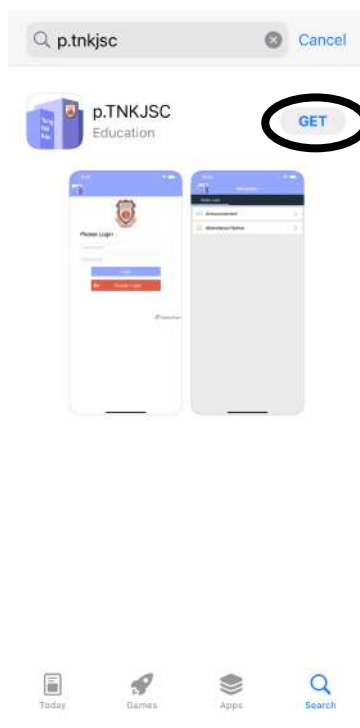 p.tnkjsc
Cancel
p.TNKJSC
Education
GET
Please Login
Announcement
Attendance Notice
Today
Games
Apps
Search